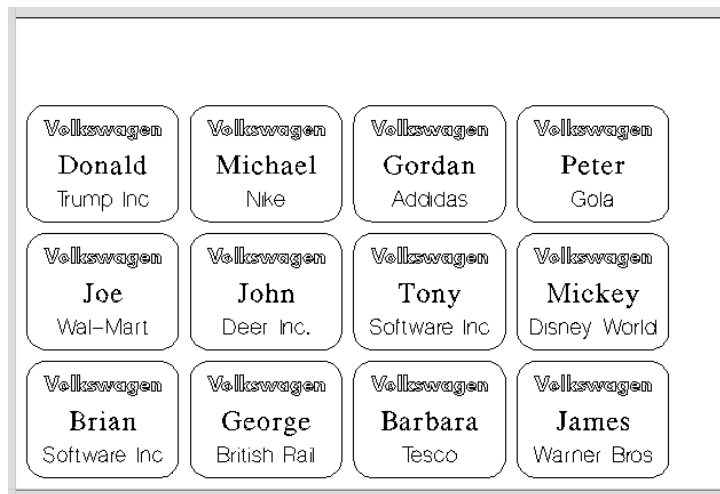 Volkswagen Volkswagen Volkswagen Volkswagen
Donald Michael Gordan Peter
Trump Inc Nike Addidas Gola
Volkswagen Volkswagen Volkswagen Volkswagen
Joe John Tony Mickey
Wal-Mart Deer Inc. Software Inc Disney World
Volkswagen Volkswagen Volkswagen Volkswagen
Brian George Barbara James
Software Inc British Rail Tesco Warner Bros